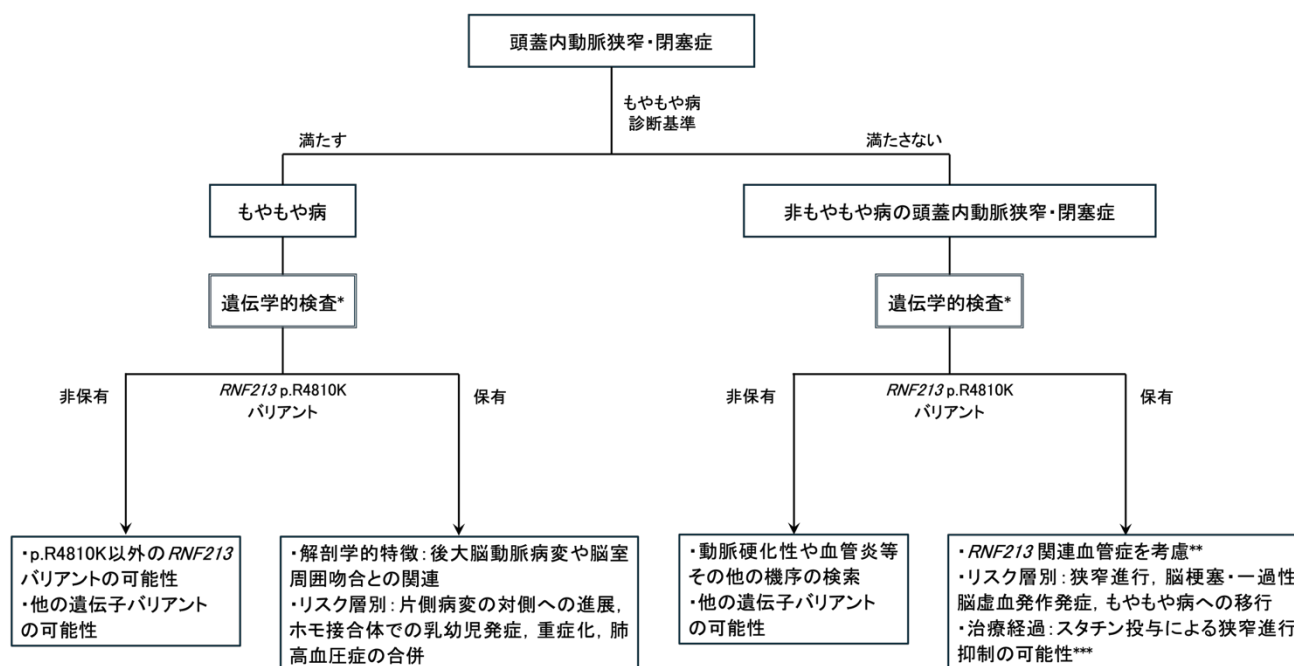 頭蓋内動脈狭窄・閉塞症
もやもや病
診断基準
満たす
満たさない
もやもや病
非もやもや病の頭蓋内動脈狭窄・閉塞症
遺伝学的検査*
遺伝学的検査*
非保有
RNF213 p.R4810K
バリアント
保有
非保有
RNF213 p.R4810K
バリアント
保有
・p.R4810K以外のRNF213
バリアントの可能性
・他の遺伝子バリアント
の可能性
・解剖学的特徴：後大脳動脈病変や脳室
周囲吻合との関連
・リスク層別：片側病変の対側への進展，
ホモ接合体での乳幼児発症，重症化，肺
高血圧症の合併
・動脈硬化性や血管炎等
その他の機序の検索
・他の遺伝子バリアント
の可能性
・RNF213 関連血管症を考慮**
・リスク層別：狭窄進行，脳梗塞・一過性
脳虚血発作発症，もやもや病への移行
・治療経過：スタチン投与による狭窄進行
抑制の可能性***